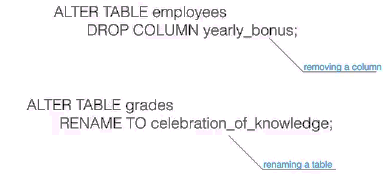 ALTER TABLE employees
DROP COLUMN yearly_bonus;
removing a column
ALTER TABLE grades
RENAME TO celebration_of_knowledge;
renaming a table